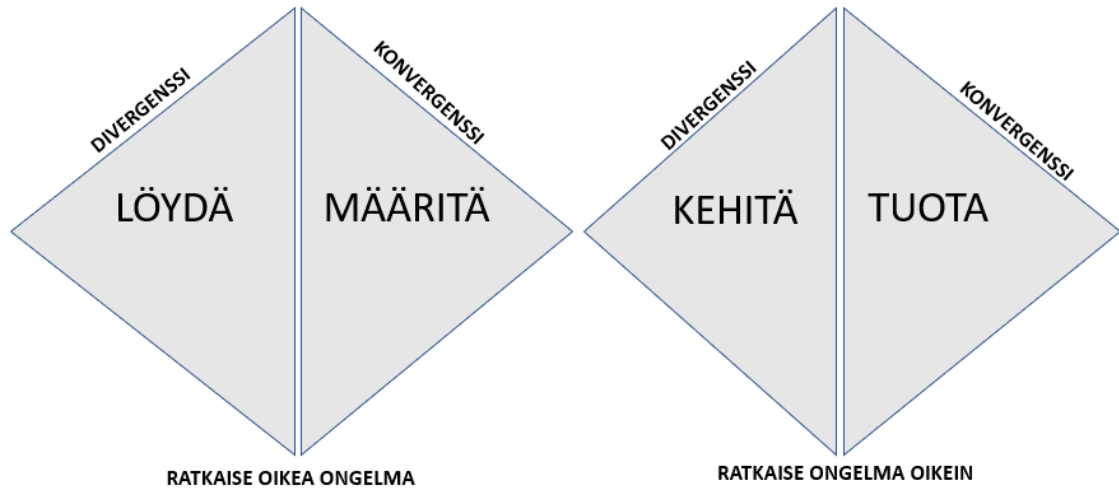 DIVERGENSSI
KONVERGENSSI
LÖYDÄ
MÄÄRITÄ
RATKAISE OIKEA ONGELMA
DIVERGENSSI
KONVERGENSSI
KEHITÄ
TUOTA
RATKAISE ONGELMA OIKEIN